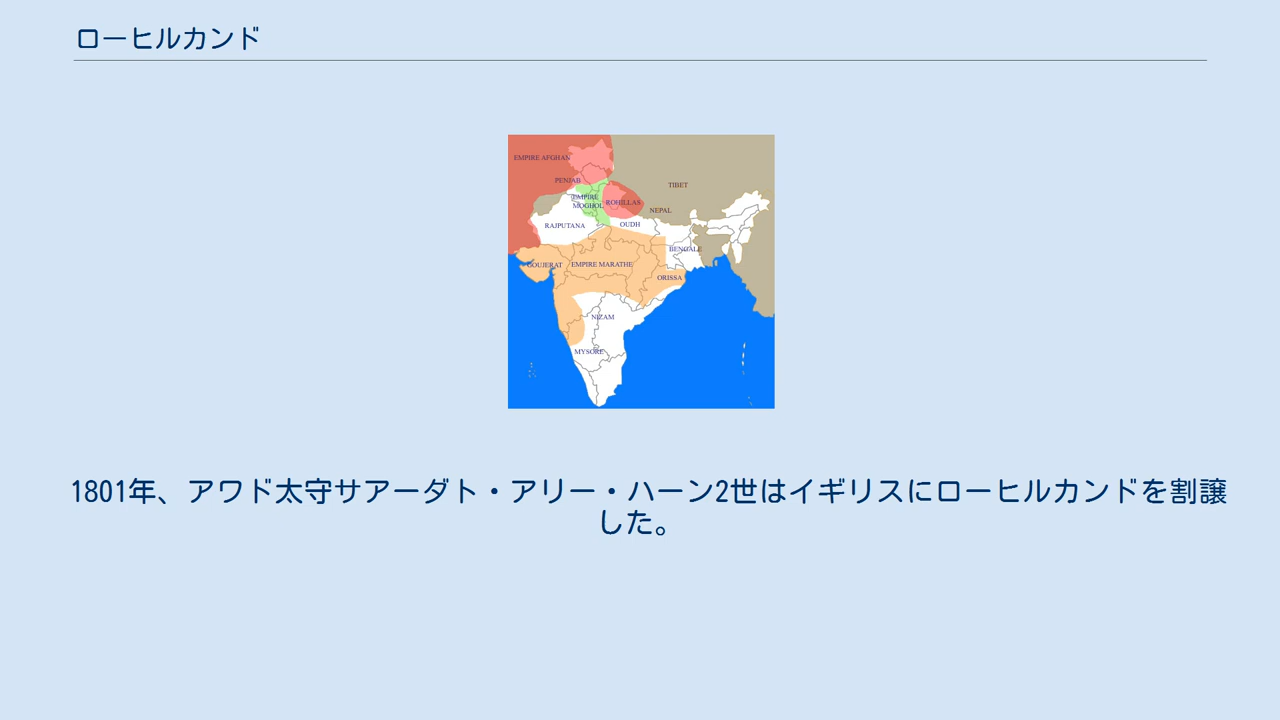 ローヒルカンド
EMPIRE AFGHAN
PENJAB
TIBET
EMPIRE
MOGHOL
ROHILLAS
NEPAL
RAJPUTANA
OUDH
BENGALE
GOUJERAT
EMPIRE MARATHE
ORISSA
NIZAM
MYSORE
1801年、アワド太守サアーダト・アリー・ハーン2世はイギリスにローヒルカンドを割譲
した。